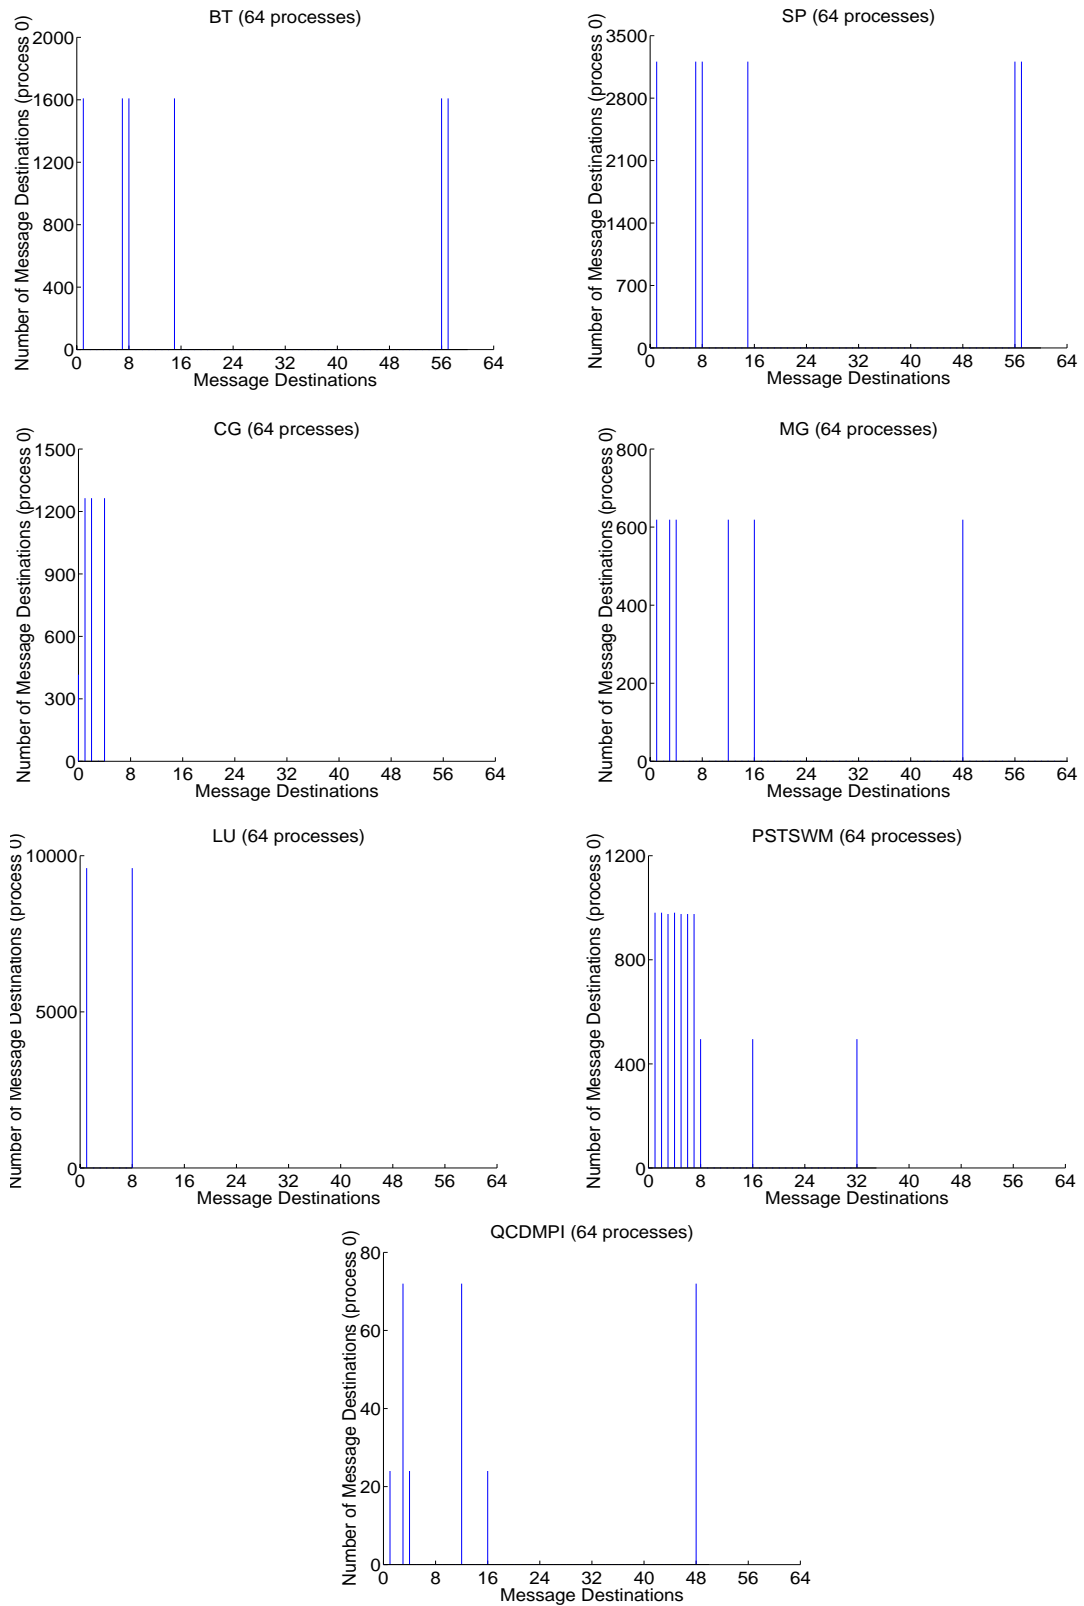 BT (64 processes)
Number of Message Destinations (process 0)
2000
1600
1200
800
400
0
0 8 16 24 32 40 48 56 64
Message Destinations
SP (64 processes)
Number of Message Destinations (process 0)
3500
2800
2100
1400
700
0
0 8 16 24 32 40 48 56 64
Message Destinations
CG (64 prcesses)
Number of Message Destinations (process 0)
1500
1200
900
600
300
0
0 8 16 24 32 40 48 56 64
Message Destinations
MG (64 processes)
Number of Message Destinations (process 0)
800
600
400
200
0
0 8 16 24 32 40 48 56 64
Message Destinations
LU (64 processes)
Number of Message Destinations (process 0)
10000
5000
0
0 8 16 24 32 40 48 56 64
Message Destinations
PSTSWM (64 processes)
Number of Message Destinations (process 0)
1200
800
400
0
0 8 16 24 32 40 48 56 64
Message Destinations
QCDMPI (64 processes)
Number of Message Destinations (process 0)
80
60
40
20
0
0 8 16 24 32 40 48 56 64
Message Destinations